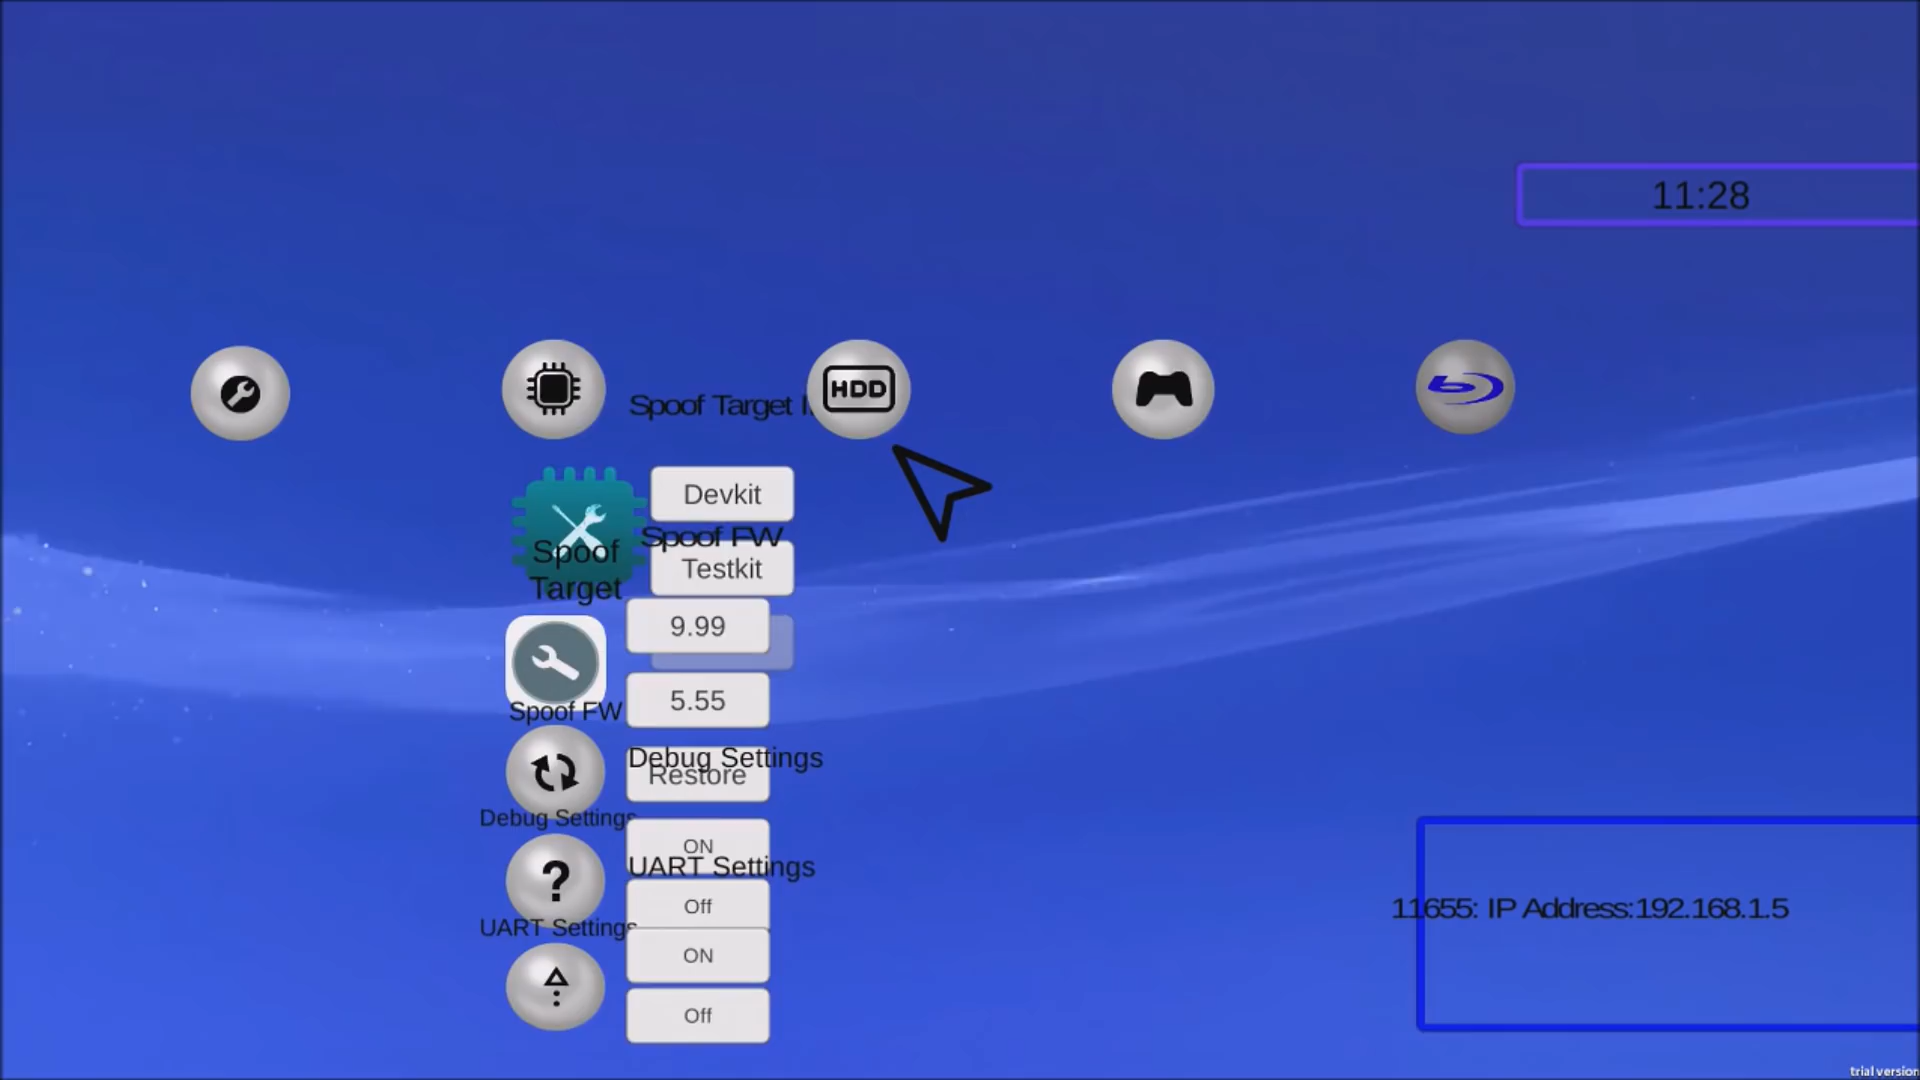 11:28
HDD
Spoof Target I
Devkit
Spoof FW
Testkit
Spoof
Target
9.99
5.55
Spoof FW
Debug Settings
Restore
Debug Settings
ON
UART Settings
Off
UART Settings
ON
Off
11655: IP Address:192.168.1.5
trial version